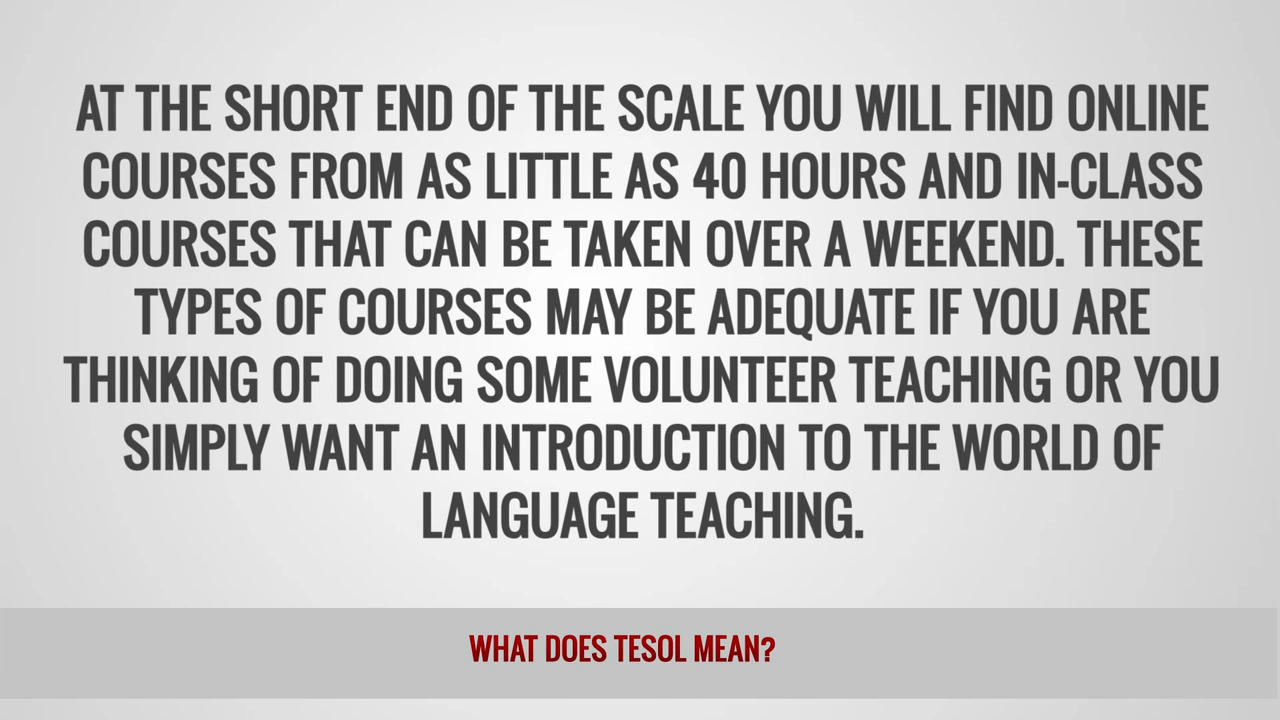 AT THE SHORT END OF THE SCALE YOU WILL FIND ONLINE
COURSES FROM AS LITTLE AS 40 HOURS AND IN-CLASS
COURSES THAT CAN BE TAKEN OVER A WEEKEND. THESE
TYPES OF COURSES MAY BE ADEQUATE IF YOU ARE
THINKING OF DOING SOME VOLUNTEER TEACHING OR YOU
SIMPLY WANT AN INTRODUCTION TO THE WORLD OF
LANGUAGE TEACHING.
WHAT DOES TESOL MEAN?